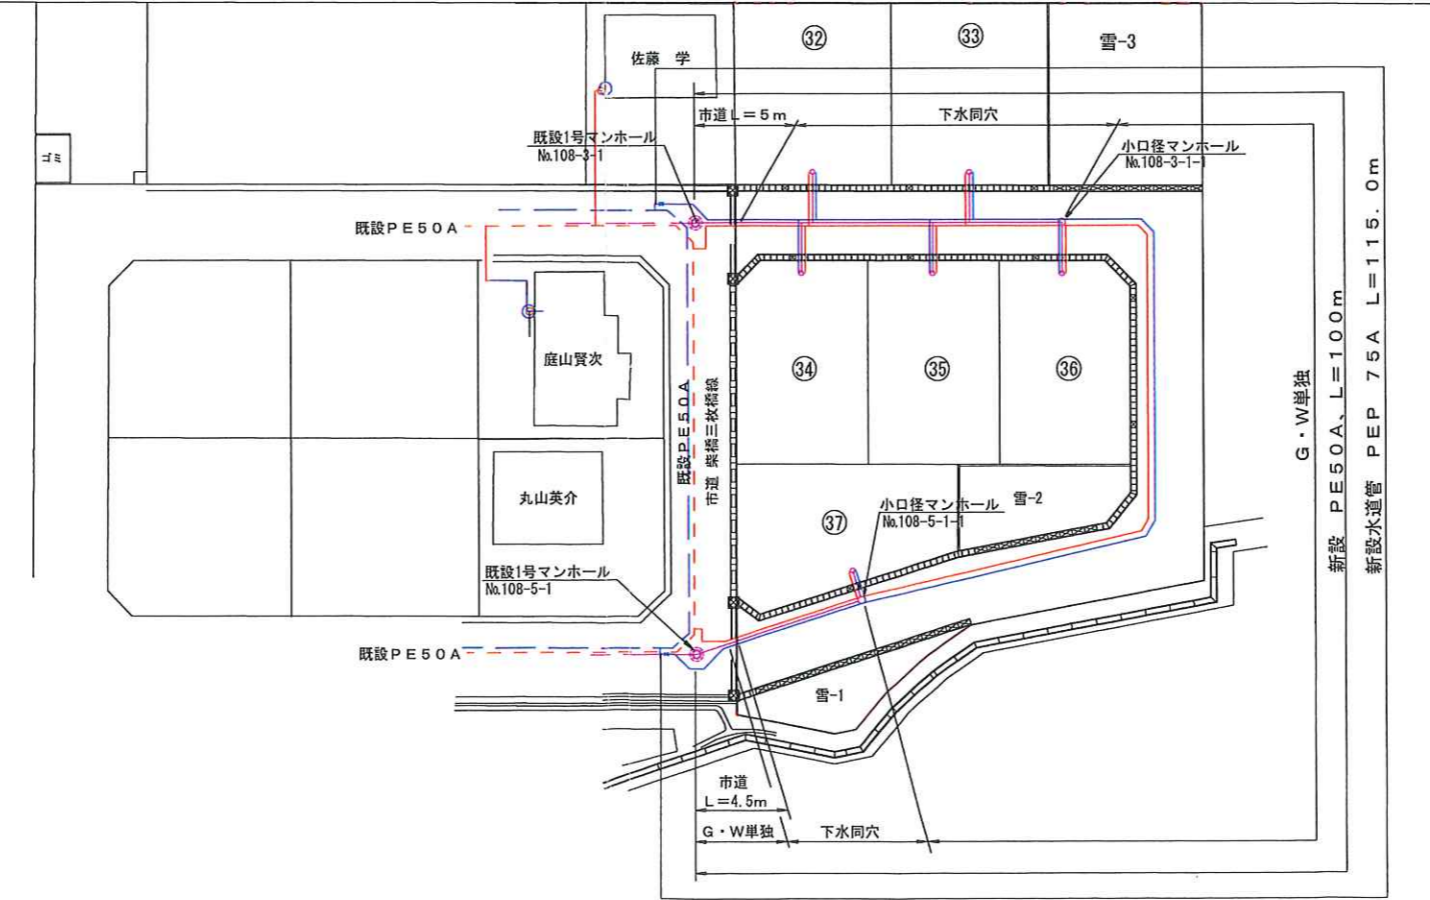 ㉜
㉝
雪-3
佐藤 学
市道L=5m
下水同穴
既設1号マンホール
No.108-3-1
小口径マンホール
No.108-3-1-1
ゴミ
既設PE50A
庭山賢次
㉞
㉟
㊱
既設PE50A
市道 柴橋三枚橋線
G・W単独
新設 PE50A、L=100m
新設水道管 PEP 75A L=115.0m
丸山英介
㊲
小口径マンホール
No.108-5-1-1
雪-2
既設1号マンホール
No.108-5-1
既設PE50A
雪-1
市道
L=4.5m
G・W単独
下水同穴